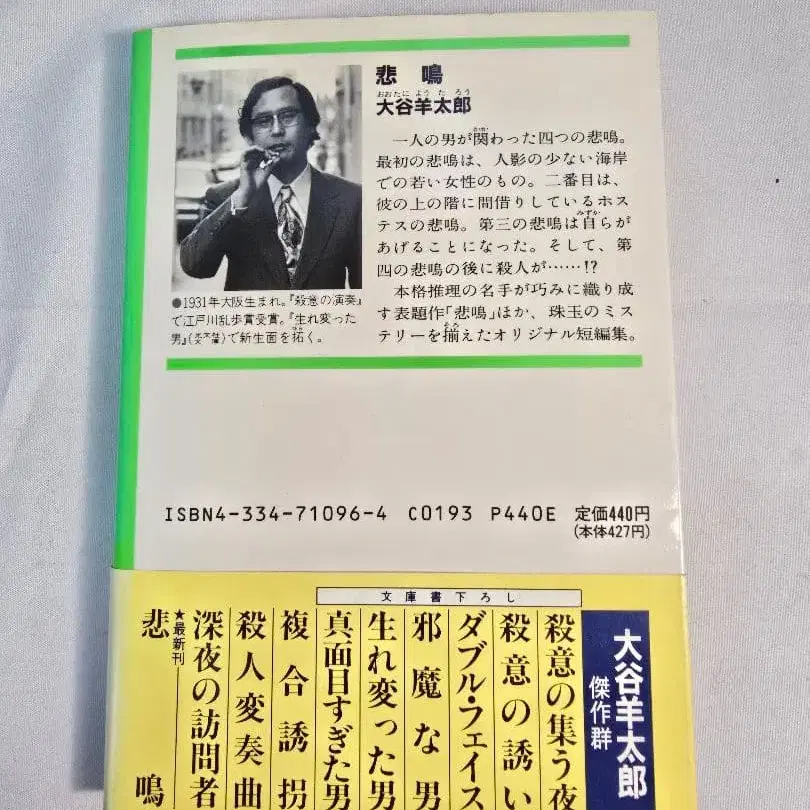 悲鳴
おおたに ようたろう
大谷羊太郎
一人の男が関わった四つの悲鳴。
最初の悲鳴は、人影の少ない海岸
での若い女性のもの。二番目は、
彼の上の階に間借りしているホス
テスの悲鳴。第三の悲鳴は自らが
あげることになった。そして、第
四の悲鳴の後に殺人が……!?
本格推理の名手が巧みに織り成
す表題作「悲鳴」ほか、珠玉のミス
テリーを揃えたオリジナル短編集。
●1931年大阪生まれ。『殺意の演奏』
で江戸川乱歩賞受賞。『生れ変った
男』(光文社文庫)で新生面を拓く。
ISBN4-334-71096-4 C0193 P440E 定価440円
(本体427円)
文庫書下ろし
大谷羊太郎
傑作群
殺意の集う夜
殺意の誘い
ダブル・フェイス
邪魔な男
生れ変った男
真面目すぎた男
複合誘拐
殺人変奏曲
深夜の訪問者
★最新刊
悲鳴